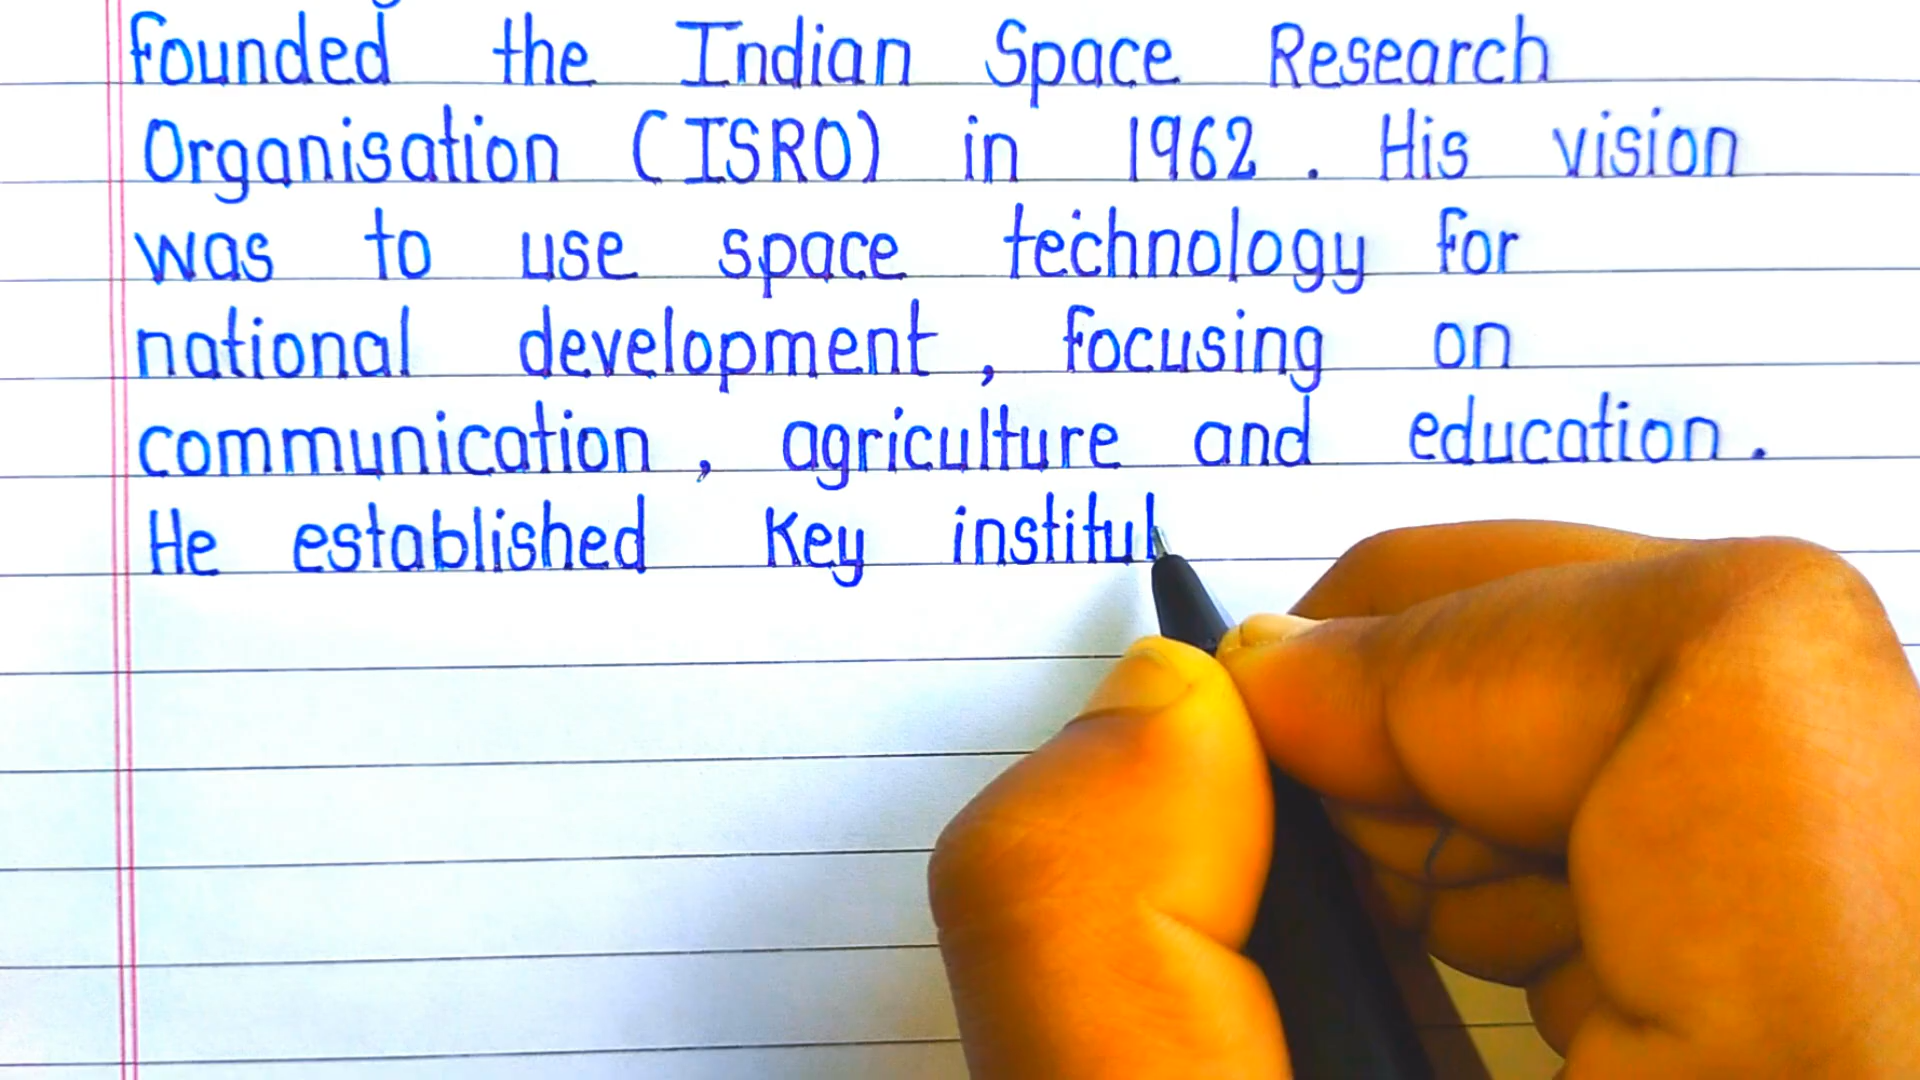 founded the Indian Space Research
Organisation (ISRO) in 1962. His vision
was to use space technology for
national development, focusing on
communication, agriculture and education.
He established key institut